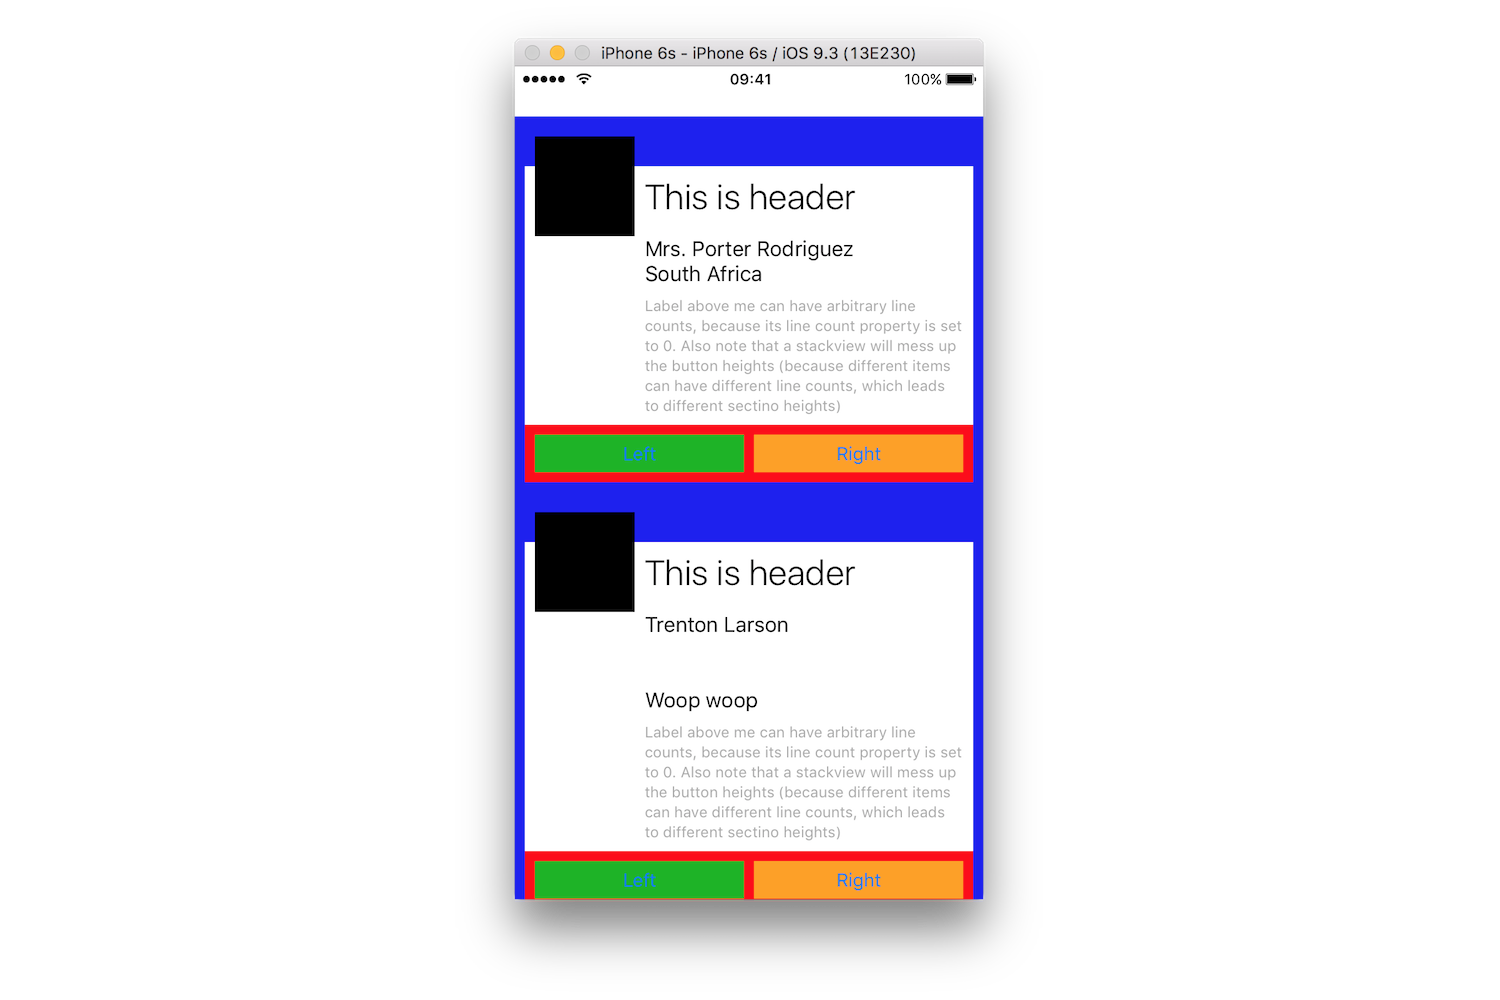 iPhone 6s - iPhone 6s / iOS 9.3 (13E230)
09:41 100%
This is header
Mrs. Porter Rodriguez
South Africa
Label above me can have arbitrary line
counts, because its line count property is set
to 0. Also note that a stackview will mess up
the button heights (because different items
can have different line counts, which leads
to different sectino heights)
Left Right
This is header
Trenton Larson
Woop woop
Label above me can have arbitrary line
counts, because its line count property is set
to 0. Also note that a stackview will mess up
the button heights (because different items
can have different line counts, which leads
to different sectino heights)
Left Right